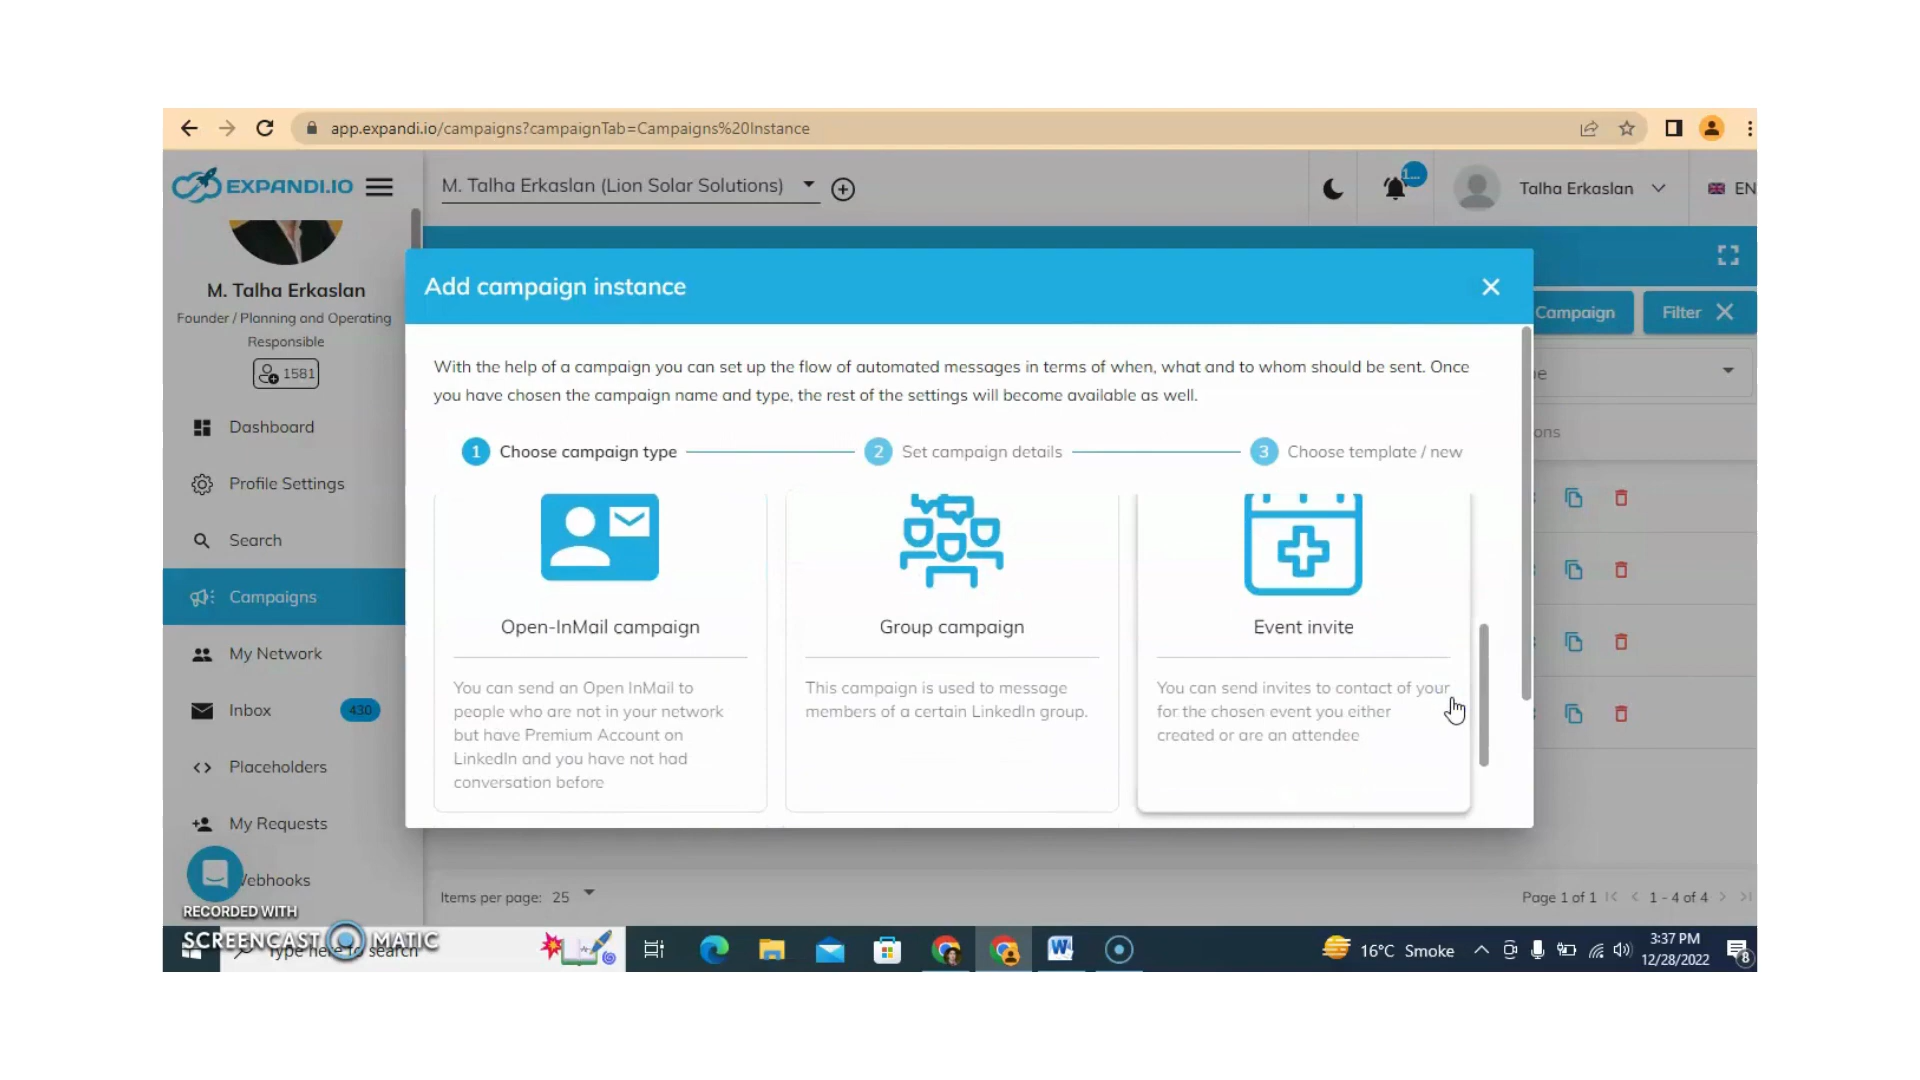 app.expandi.io/campaigns?campaignTab=Campaigns%20Instance
EXPANDI.IO
M. Talha Erkaslan (Lion Solar Solutions)
1...
Talha Erkaslan
EN
M. Talha Erkaslan
Founder / Planning and Operating
Responsible
1581
Dashboard
Profile Settings
Search
Campaigns
My Network
Inbox
430
Placeholders
My Requests
Webhooks
Add campaign instance
Campaign
Filter
With the help of a campaign you can set up the flow of automated messages in terms of when, what and to whom should be sent. Once
you have chosen the campaign name and type, the rest of the settings will become available as well.
1 Choose campaign type
2 Set campaign details
3 Choose template / new
Open-InMail campaign
You can send an Open InMail to
people who are not in your network
but have Premium Account on
LinkedIn and you have not had
conversation before
Group campaign
This campaign is used to message
members of a certain LinkedIn group.
Event invite
You can send invites to contact of your
for the chosen event you either
created or are an attendee
Items per page: 25
Page 1 of 1
1 - 4 of 4
RECORDED WITH
SCREENCAST MATIC
Type here to search
16°C Smoke
3:37 PM
12/28/2022
8